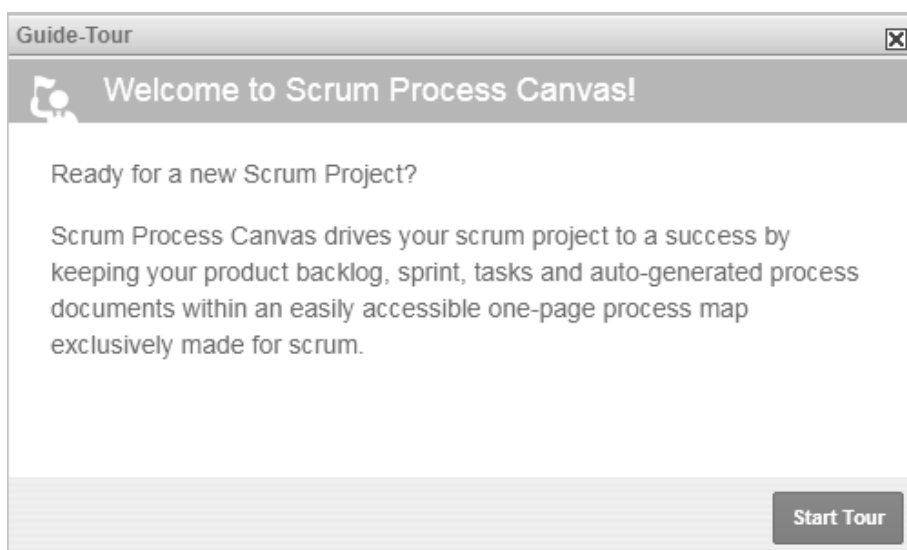 Guide-Tour
Welcome to Scrum Process Canvas!
Ready for a new Scrum Project?
Scrum Process Canvas drives your scrum project to a success by
keeping your product backlog, sprint, tasks and auto-generated process
documents within an easily accessible one-page process map
exclusively made for scrum.
Start Tour